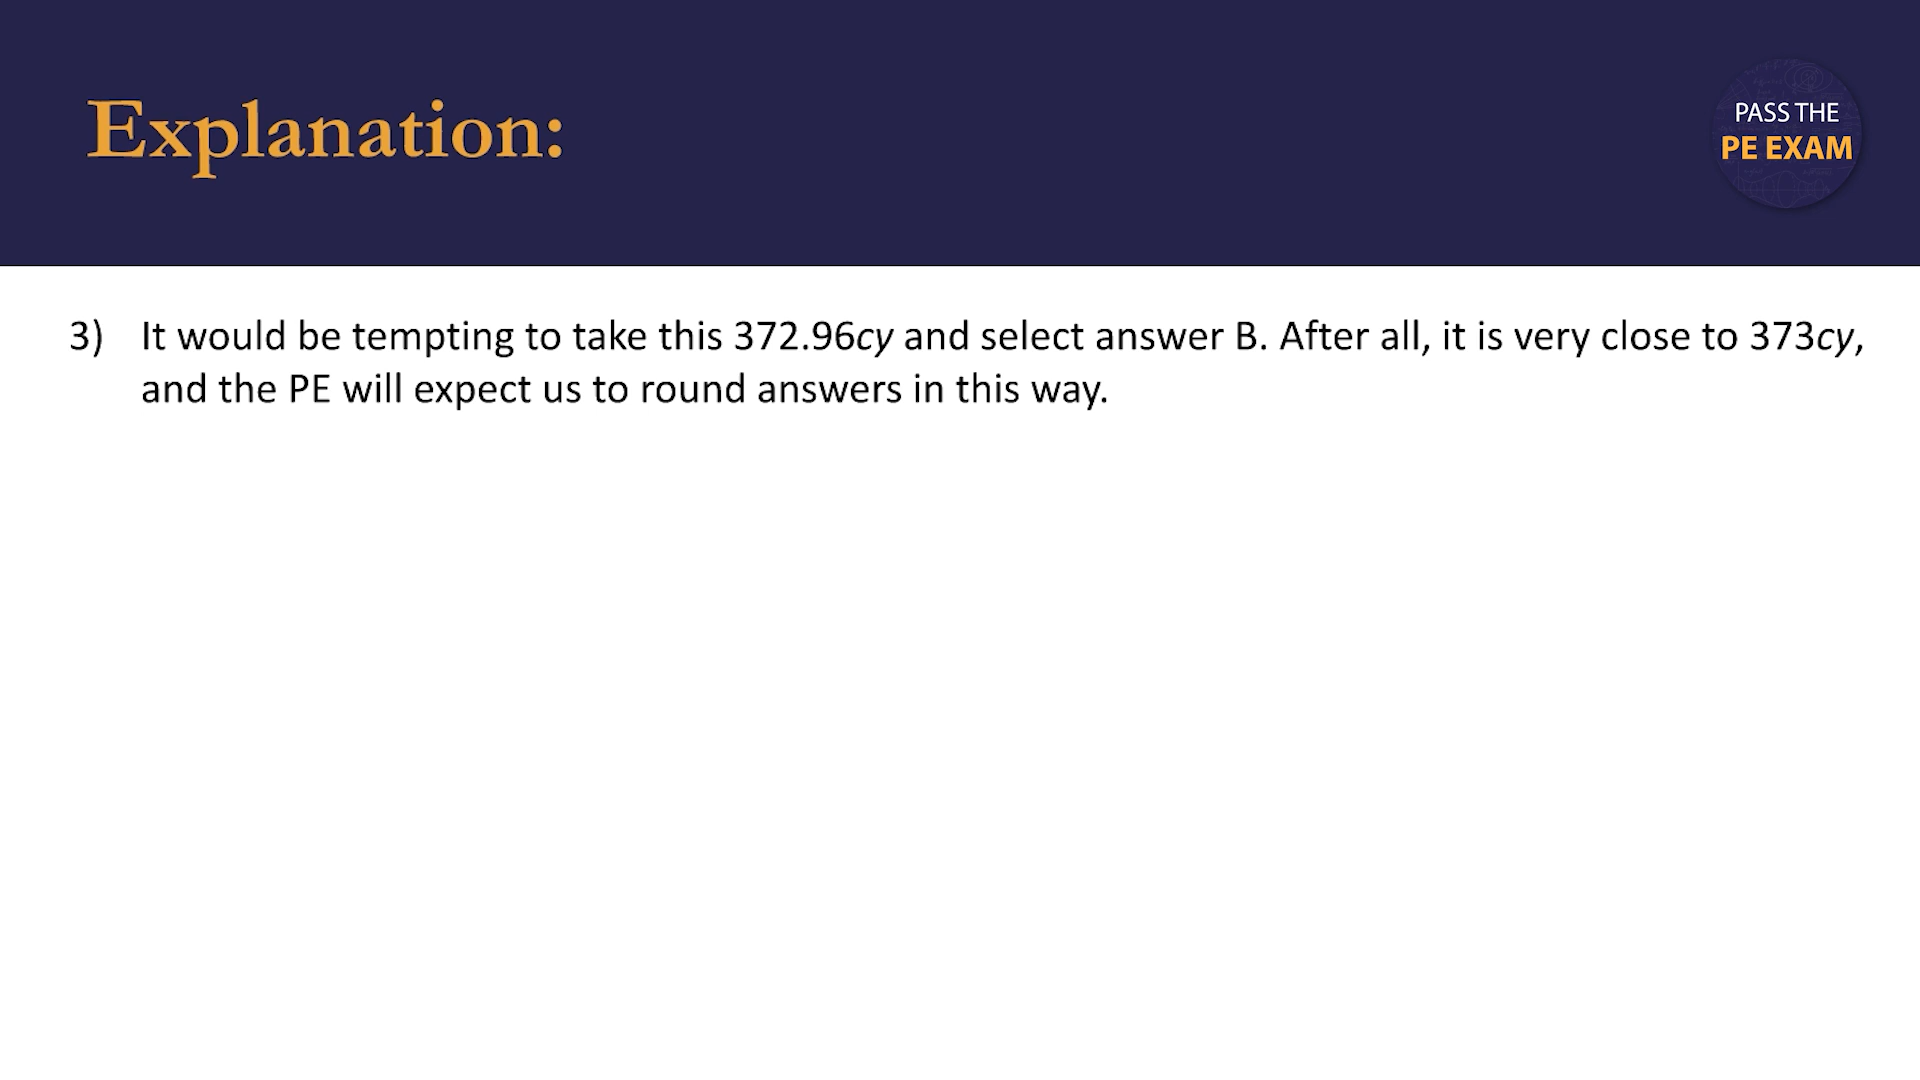 Explanation:
PASS THE
PE EXAM
3) It would be tempting to take this 372.96cy and select answer B. After all, it is very close to 373cy,
and the PE will expect us to round answers in this way.